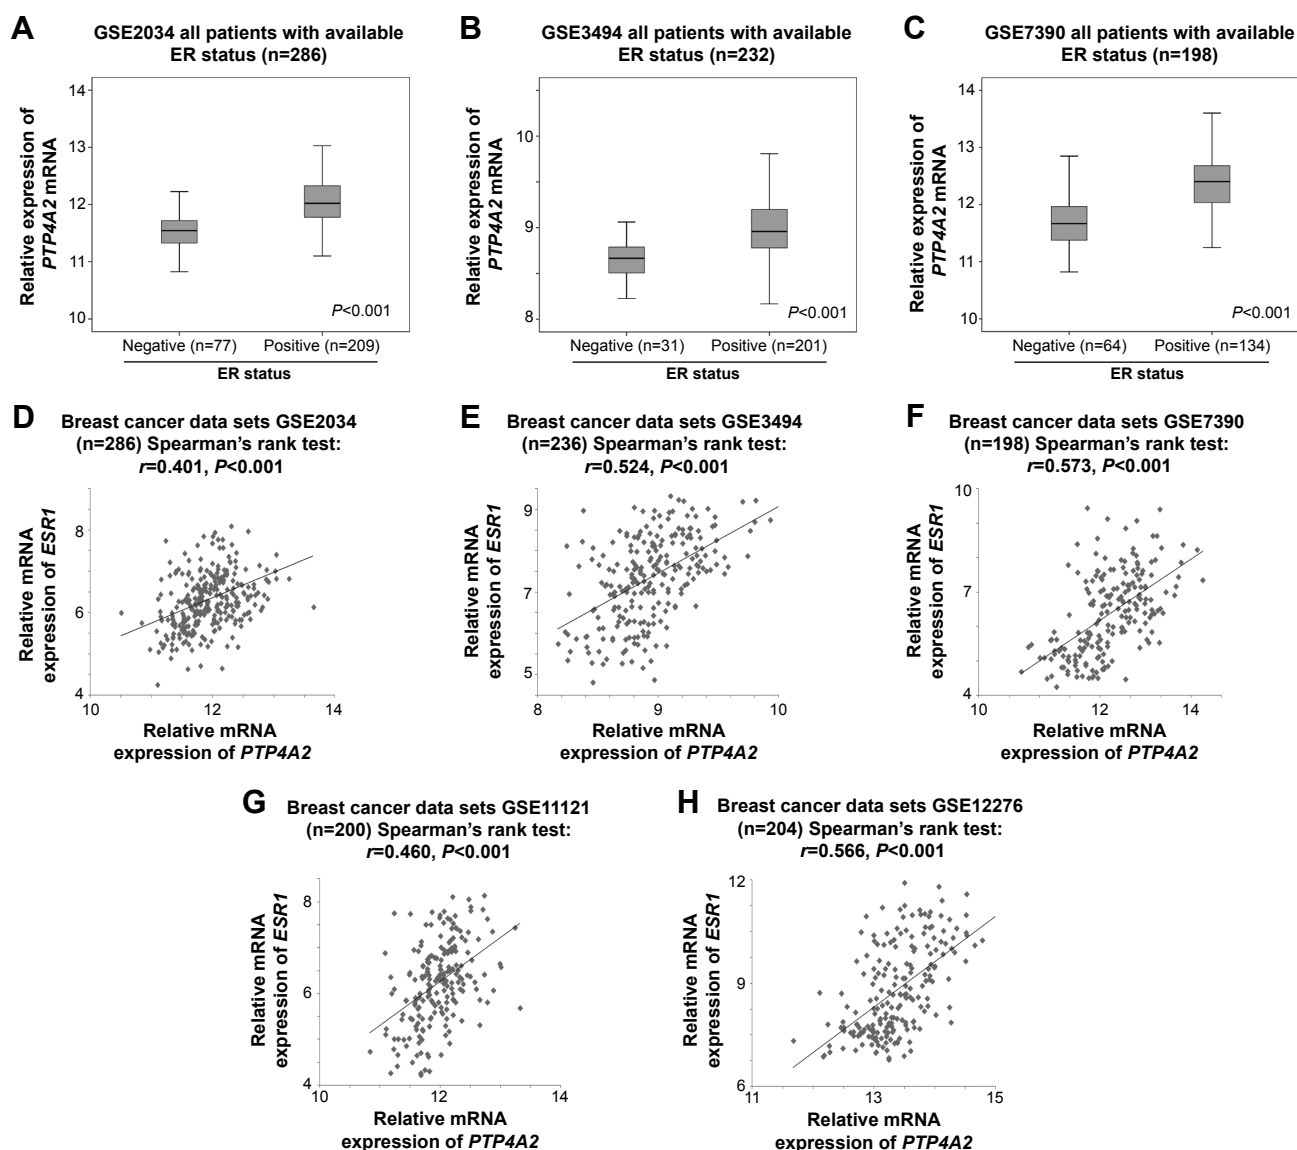 A
GSE2034 all patients with available
ER status (n=286)
Relative expression of
PTP4A2 mRNA
14
13
12
11
10
P<0.001
Negative (n=77) Positive (n=209)
ER status
B
GSE3494 all patients with available
ER status (n=232)
Relative expression of
PTP4A2 mRNA
10
9
8
P<0.001
Negative (n=31) Positive (n=201)
ER status
C
GSE7390 all patients with available
ER status (n=198)
Relative expression of
PTP4A2 mRNA
14
13
12
11
10
P<0.001
Negative (n=64) Positive (n=134)
ER status
D
Breast cancer data sets GSE2034
(n=286) Spearman’s rank test:
r=0.401, P<0.001
Relative mRNA
expression of ESR1
8
6
4
10 12 14
Relative mRNA
expression of PTP4A2
E
Breast cancer data sets GSE3494
(n=236) Spearman’s rank test:
r=0.524, P<0.001
Relative mRNA
expression of ESR1
9
7
5
8 9 10
Relative mRNA
expression of PTP4A2
F
Breast cancer data sets GSE7390
(n=198) Spearman’s rank test:
r=0.573, P<0.001
Relative mRNA
expression of ESR1
10
7
4
10 12 14
Relative mRNA
expression of PTP4A2
G
Breast cancer data sets GSE11121
(n=200) Spearman’s rank test:
r=0.460, P<0.001
Relative mRNA
expression of ESR1
8
6
4
10 12 14
Relative mRNA
expression of PTP4A2
H
Breast cancer data sets GSE12276
(n=204) Spearman’s rank test:
r=0.566, P<0.001
Relative mRNA
expression of ESR1
12
9
6
11 13 15
Relative mRNA
expression of PTP4A2